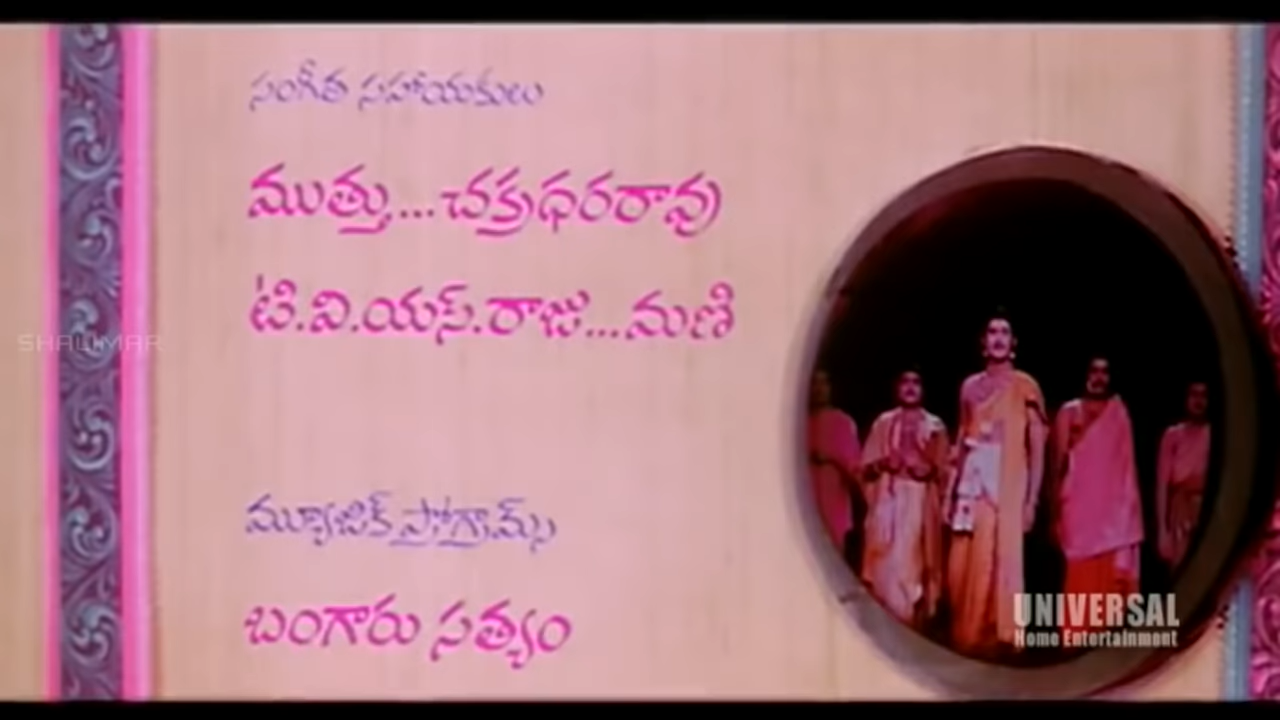 సంగీత సహాయకులు
ముత్తు...చక్రధరరావు
టి.వి.యస్.రాజు...మణి
SHALIMAR
మ్యూజిక్ ప్రోగ్రామ్స్
బంగారు సత్యం
UNIVERSAL
Home Entertainment